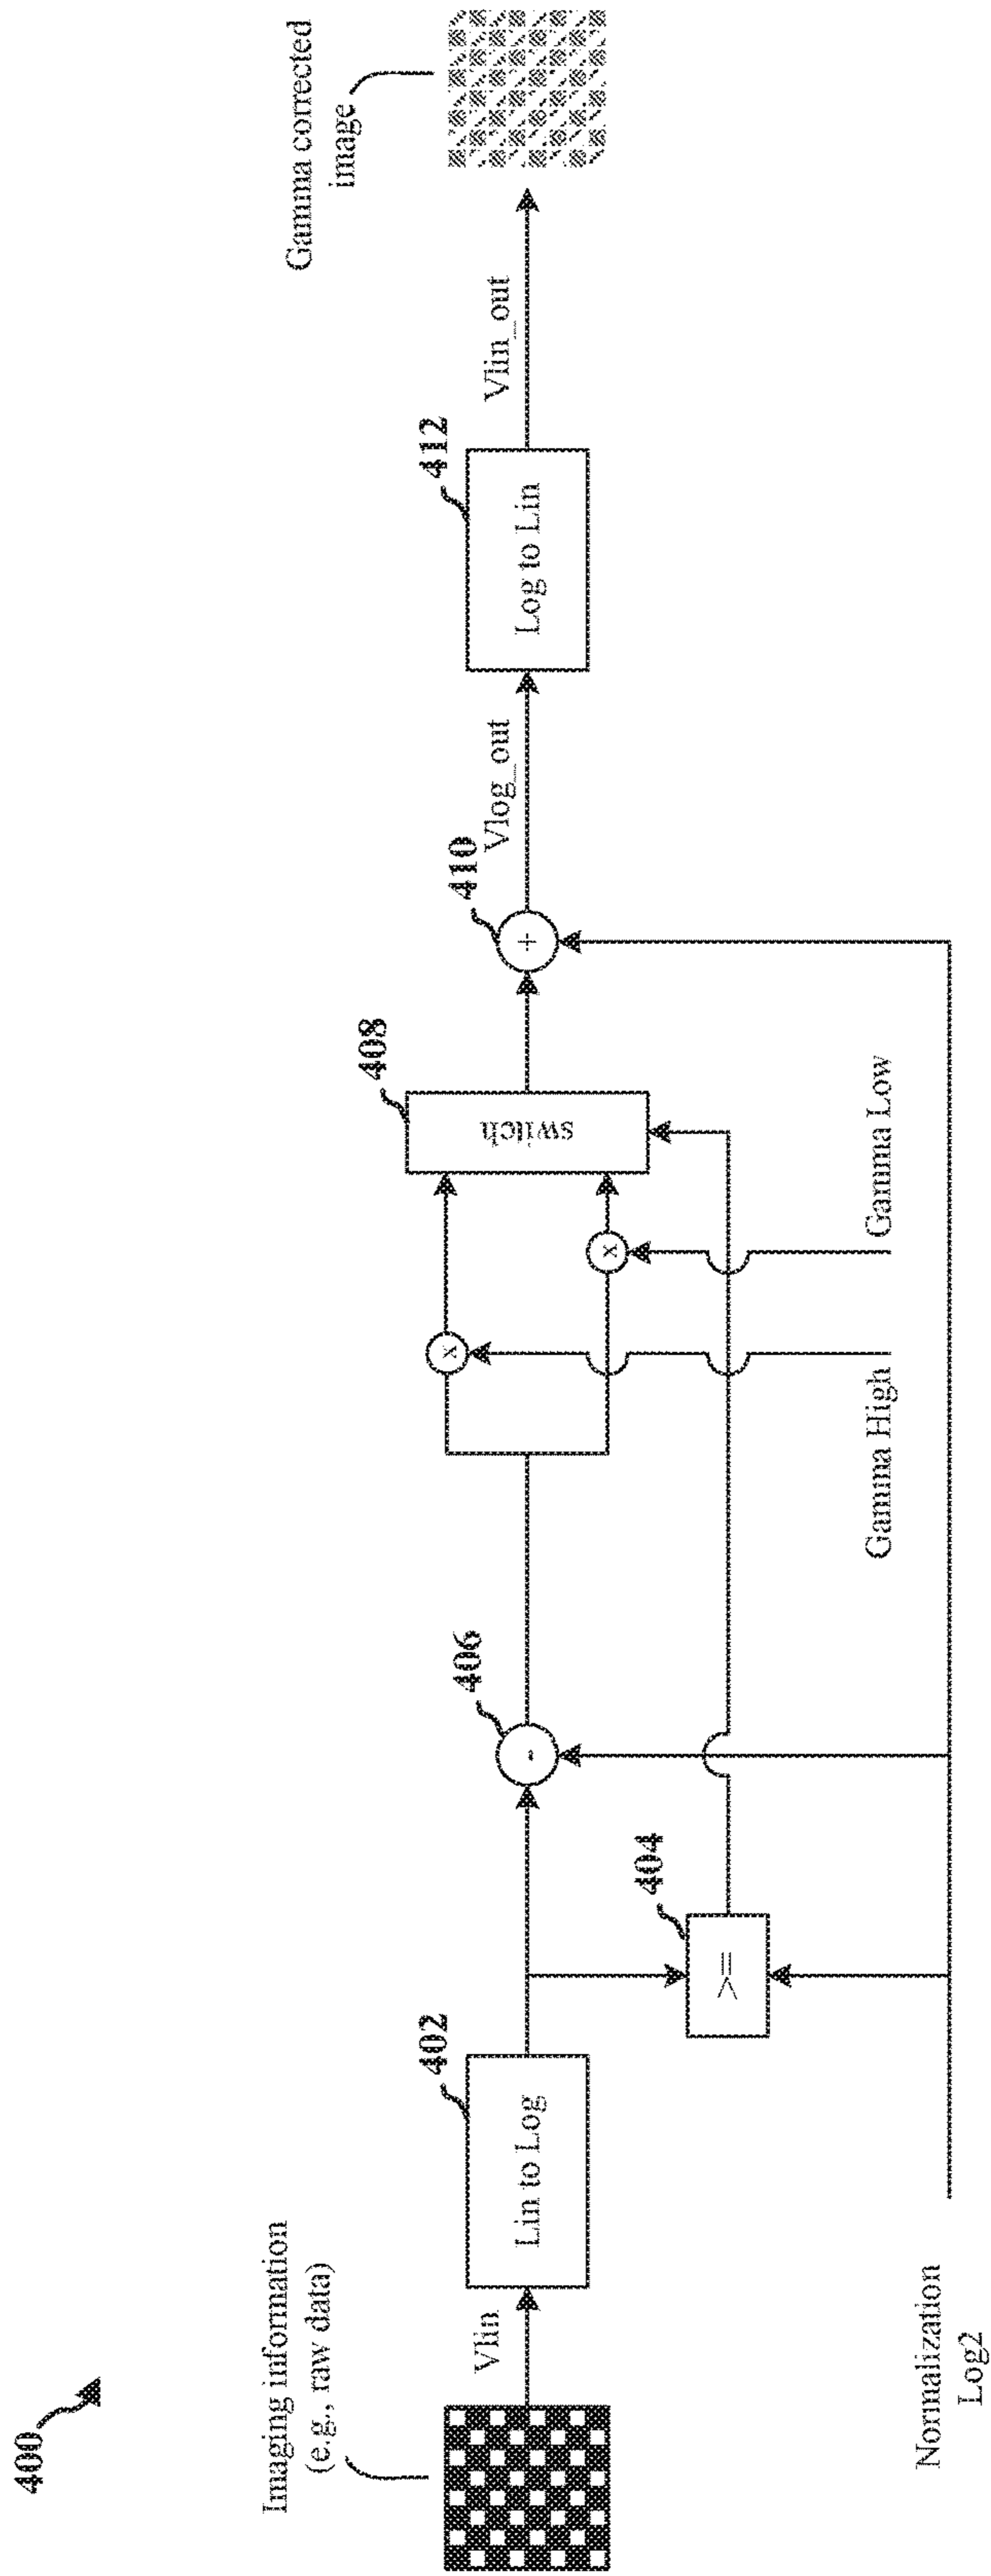 400
Imaging information
(e.g., raw data)
Vlin
402
Lin to Log
404
>=
406
-
x
x
408
switch
410
+
Vlog_out
412
Log to Lin
Vlin_out
Gamma corrected
image
Gamma High
Gamma Low
Normalization
Log2